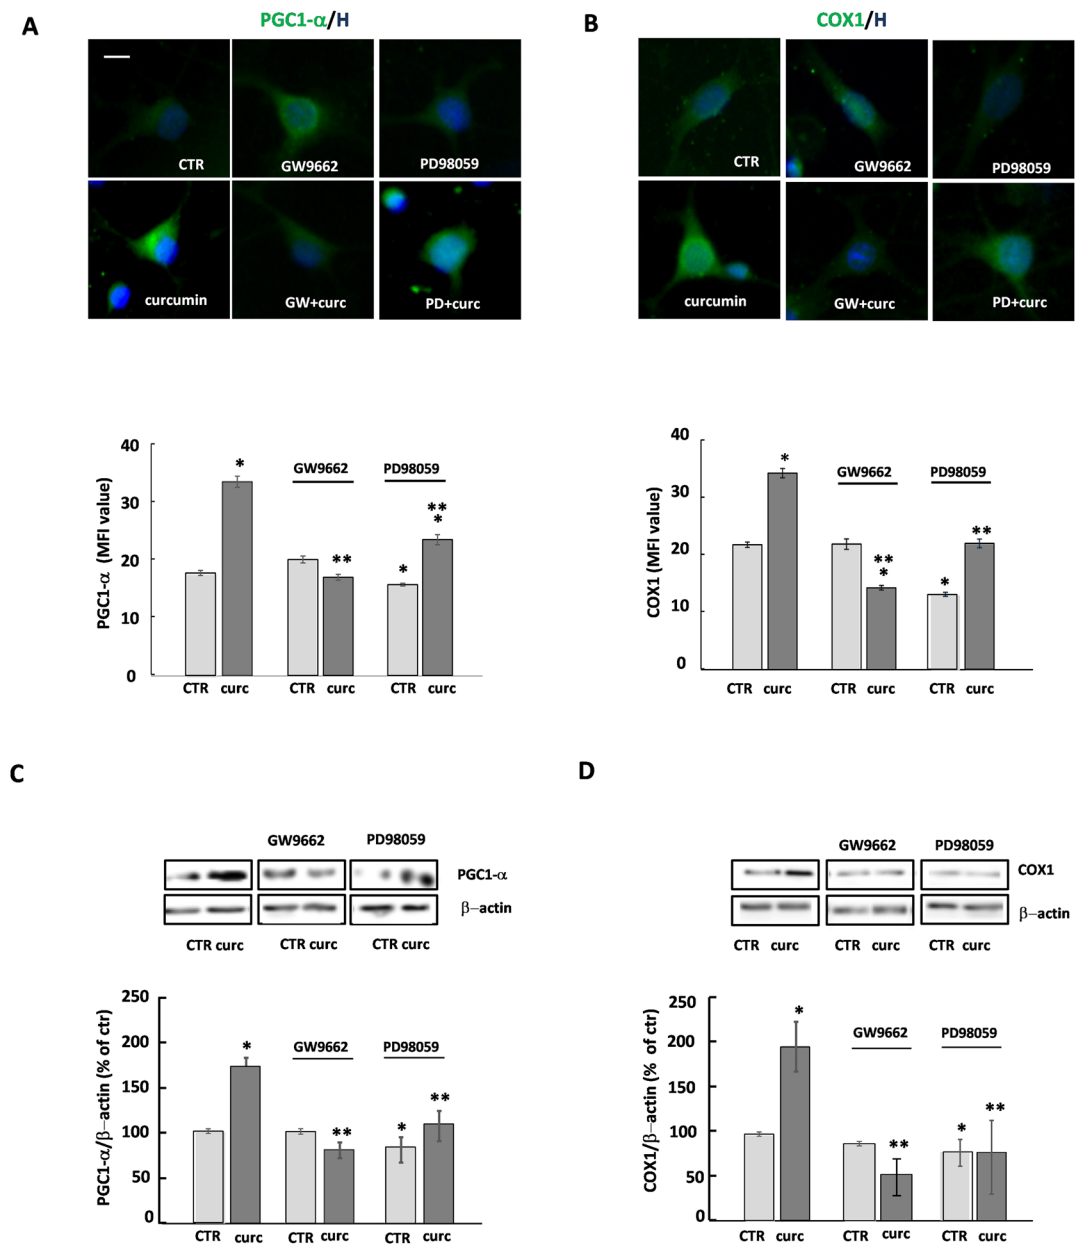 A
PGC1-α/H
CTR
GW9662
PD98059
curcumin
GW+curc
PD+curc
B
COX1/H
CTR
GW9662
PD98059
curcumin
GW+curc
PD+curc
PGC1-α (MFI value)
40
30
20
10
0
*
GW9662
**
PD98059
*
**
*
CTR curc
CTR curc
CTR curc
COX1 (MFI value)
40
30
20
10
0
*
GW9662
**
*
PD98059
*
**
CTR curc
CTR curc
CTR curc
C
GW9662
PD98059
PGC1-α
β–actin
CTR curc
CTR curc
CTR curc
PGC1-α/β–actin (% of ctr)
250
200
150
100
50
0
*
GW9662
**
PD98059
*
**
CTR curc
CTR curc
CTR curc
D
GW9662
PD98059
COX1
β–actin
CTR curc
CTR curc
CTR curc
COX1/β–actin (% of ctr)
250
200
150
100
50
0
*
GW9662
**
PD98059
*
**
CTR curc
CTR curc
CTR curc